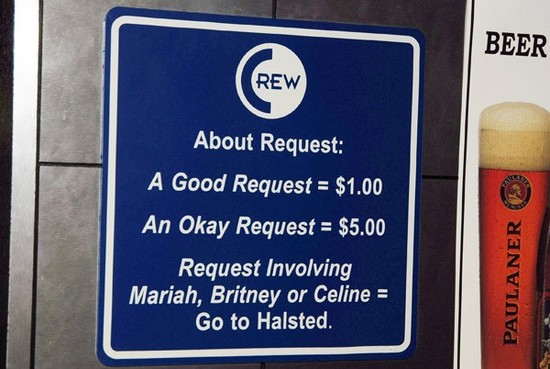 CREW
About Request:
A Good Request = $1.00
An Okay Request = $5.00
Request Involving
Mariah, Britney or Celine =
Go to Halsted.
BEER
PAULANER
PAULANER